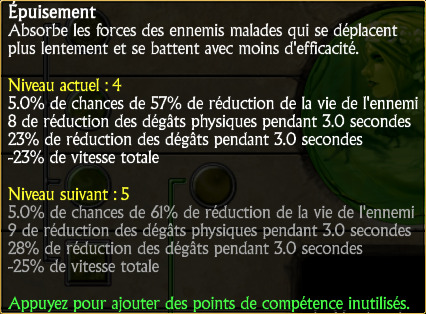 Épuisement
Absorbe les forces des ennemis malades qui se déplacent
plus lentement et se battent avec moins d'efficacité.
Niveau actuel : 4
5.0% de chances de 57% de réduction de la vie de l'ennemi
8 de réduction des dégâts physiques pendant 3.0 secondes
23% de réduction des dégâts pendant 3.0 secondes
-23% de vitesse totale
Niveau suivant : 5
5.0% de chances de 61% de réduction de la vie de l'ennemi
9 de réduction des dégâts physiques pendant 3.0 secondes
28% de réduction des dégâts pendant 3.0 secondes
-25% de vitesse totale
Appuyez pour ajouter des points de compétence inutilisés.